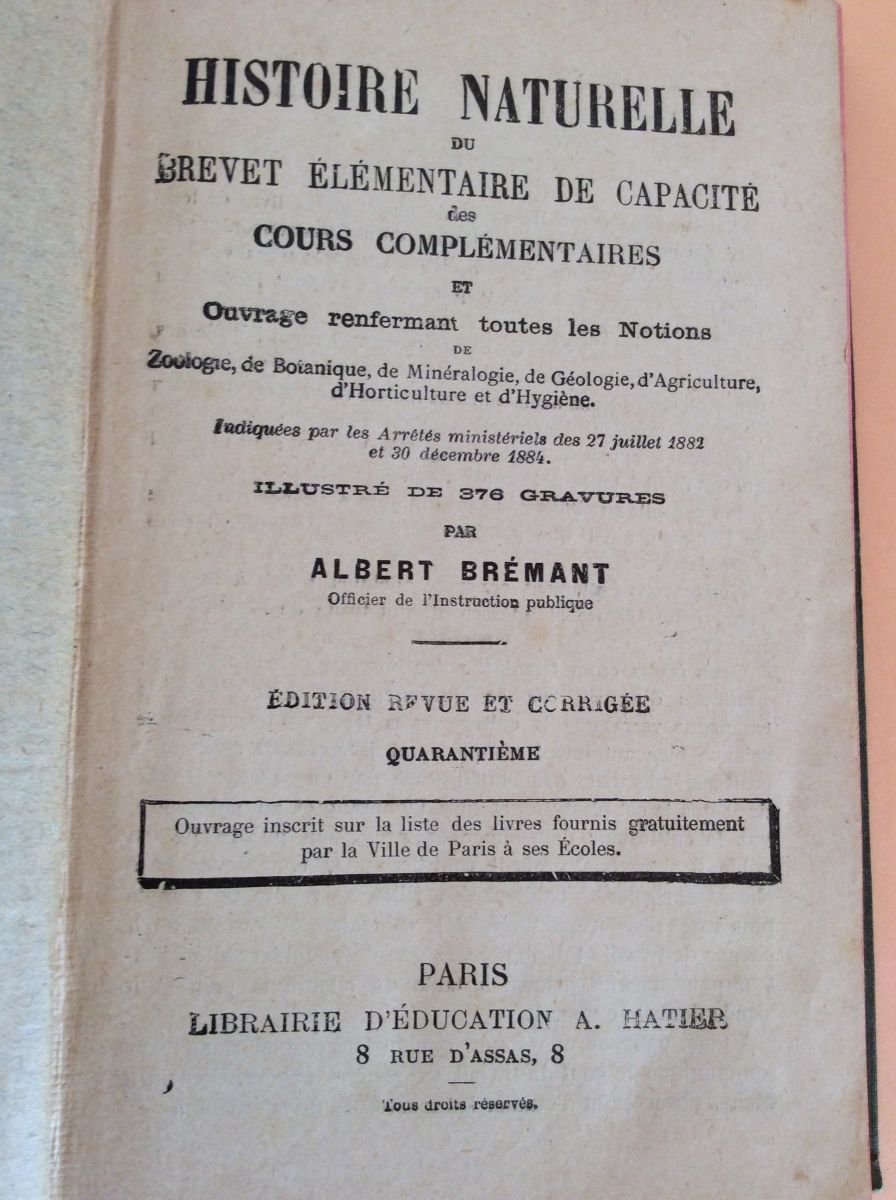 HISTOIRE NATURELLE
DU
BREVET ÉLÉMENTAIRE DE CAPACITÉ
des
COURS COMPLÉMENTAIRES
ET
Ouvrage renfermant toutes les Notions
DE
Zoologie, de Botanique, de Minéralogie, de Géologie, d'Agriculture,
d'Horticulture et d'Hygiène.
Indiquées par les Arrêtés ministériels des 27 juillet 1882
et 30 décembre 1884.
ILLUSTRÉ DE 376 GRAVURES
PAR
ALBERT BRÉMANT
Officier de l'Instruction publique
ÉDITION REVUE ET CORRIGÉE
QUARANTIÈME
Ouvrage inscrit sur la liste des livres fournis gratuitement
par la Ville de Paris à ses Écoles.
PARIS
LIBRAIRIE D'ÉDUCATION A. HATIER
8 RUE D'ASSAS, 8
Tous droits réservés.